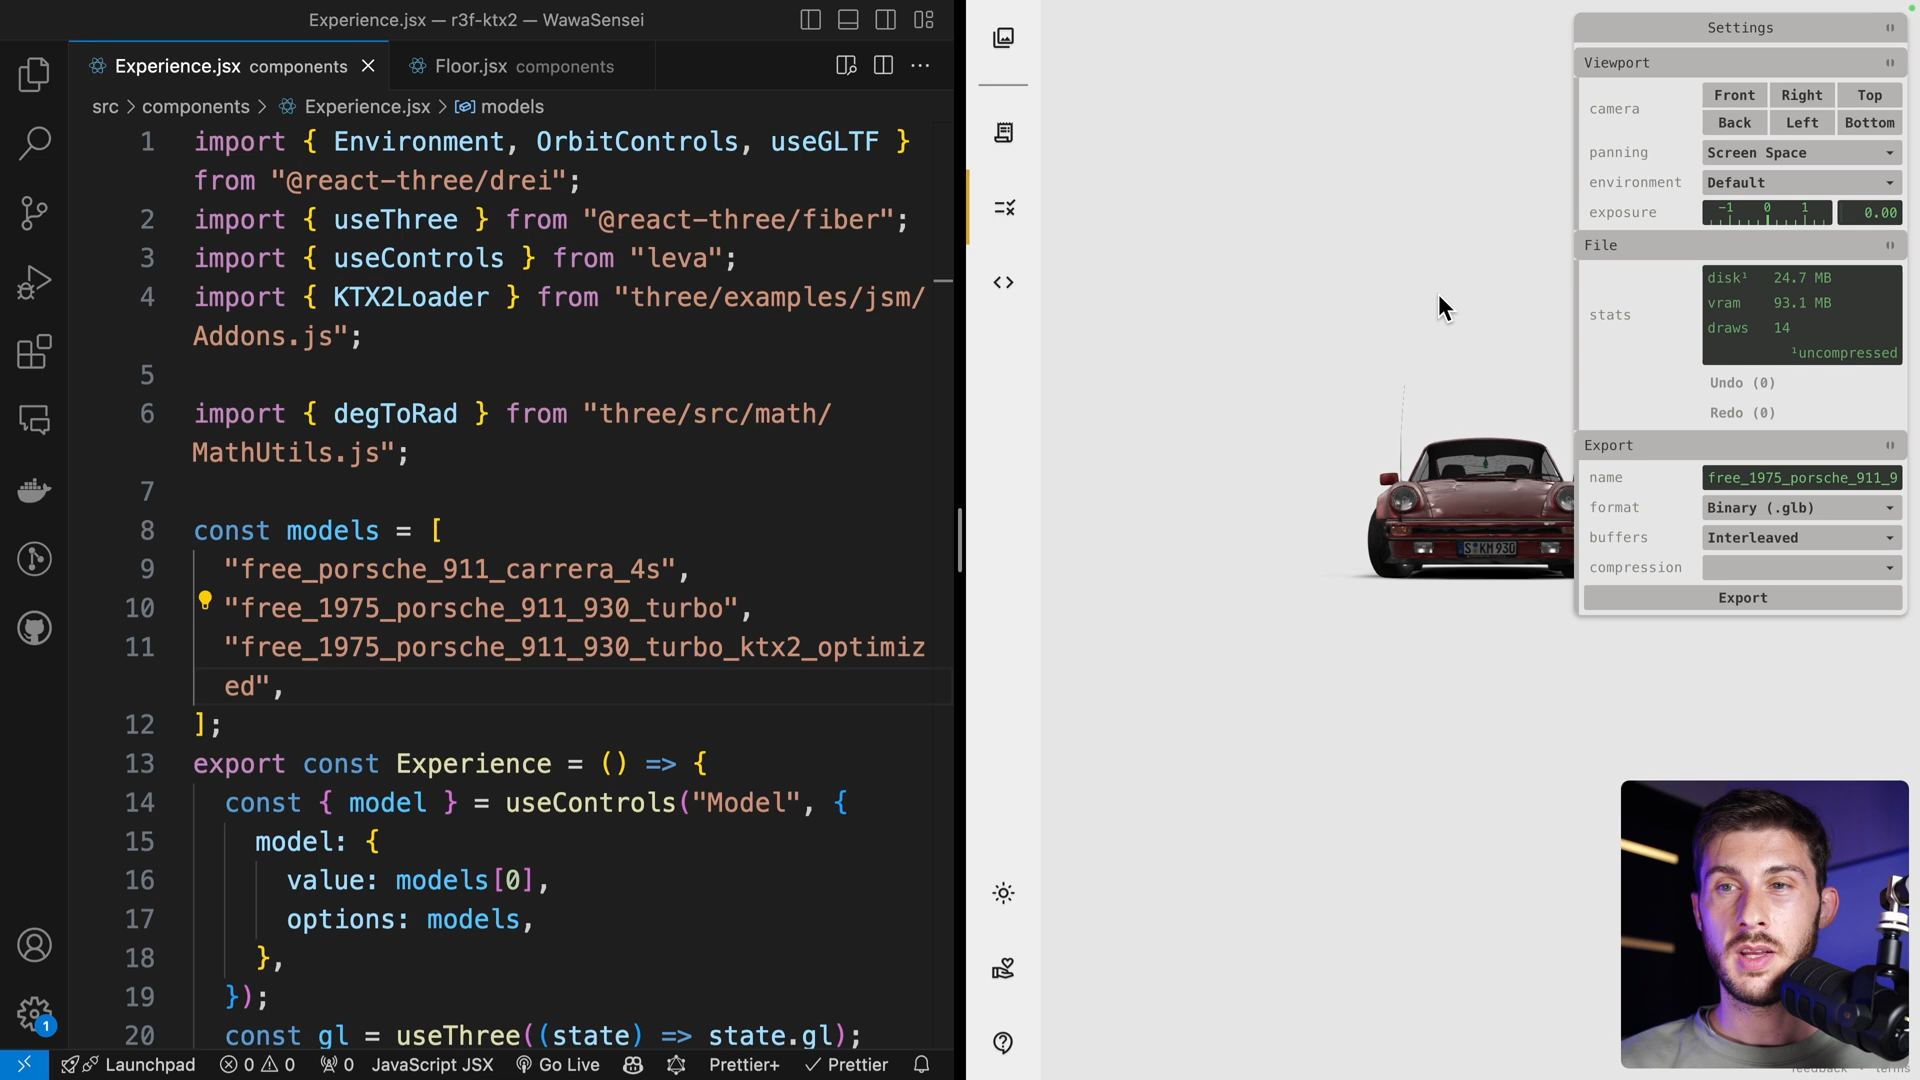 Experience.jsx — r3f-ktx2 — WawaSensei
Experience.jsx components
Floor.jsx components
src > components > Experience.jsx > models
1 import { Environment, OrbitControls, useGLTF }
from "@react-three/drei";
2 import { useThree } from "@react-three/fiber";
3 import { useControls } from "leva";
4 import { KTX2Loader } from "three/examples/jsm/
Addons.js";
5
6 import { degToRad } from "three/src/math/
MathUtils.js";
7
8 const models = [
9 "free_porsche_911_carrera_4s",
10 "free_1975_porsche_911_930_turbo",
11 "free_1975_porsche_911_930_turbo_ktx2_optimiz
ed",
12 ];
13 export const Experience = () => {
14 const { model } = useControls("Model", {
15 model: {
16 value: models[0],
17 options: models,
18 },
19 });
20 const gl = useThree((state) => state.gl);
1
Launchpad 0 0 0 JavaScript JSX Go Live Prettier+ Prettier
Settings
Viewport
camera Front Right Top
Back Left Bottom
panning Screen Space
environment Default
exposure -1 0 1 0.00
File
stats
disk¹ 24.7 MB
vram 93.1 MB
draws 14
¹uncompressed
Undo (0)
Redo (0)
Export
name free_1975_porsche_911_9
format Binary (.glb)
buffers Interleaved
compression
Export
S KM 930
feedback terms